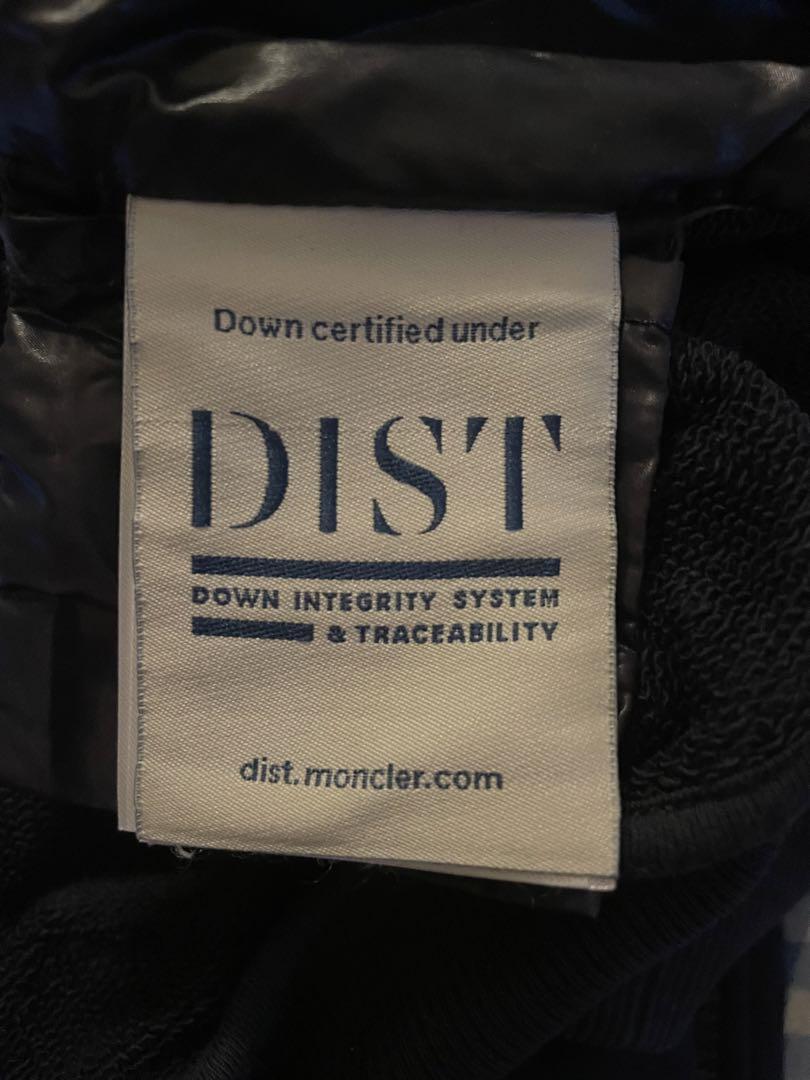 Down certified under
DIST
DOWN INTEGRITY SYSTEM
& TRACEABILITY
dist.moncler.com